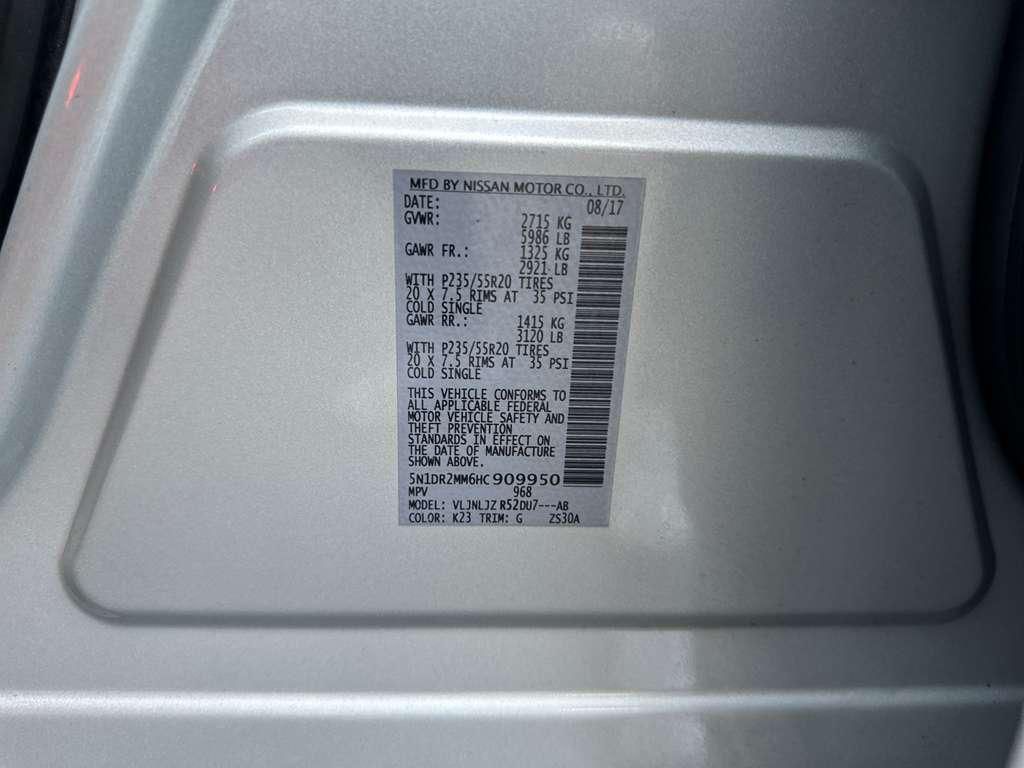 MFD BY NISSAN MOTOR CO., LTD.
DATE: 08/17
GVWR: 2715 KG
5986 LB
GAWR FR.: 1325 KG
2921 LB
WITH P235/55R20 TIRES
20 X 7.5 RIMS AT 35 PSI
COLD SINGLE
GAWR RR.: 1415 KG
3120 LB
WITH P235/55R20 TIRES
20 X 7.5 RIMS AT 35 PSI
COLD SINGLE
THIS VEHICLE CONFORMS TO
ALL APPLICABLE FEDERAL
MOTOR VEHICLE SAFETY AND
THEFT PREVENTION
STANDARDS IN EFFECT ON
THE DATE OF MANUFACTURE
SHOWN ABOVE.
5N1DR2MM6HC 909950
MPV 968
MODEL: VLJNLJZ R52DU7---AB
COLOR: K23 TRIM: G ZS30A